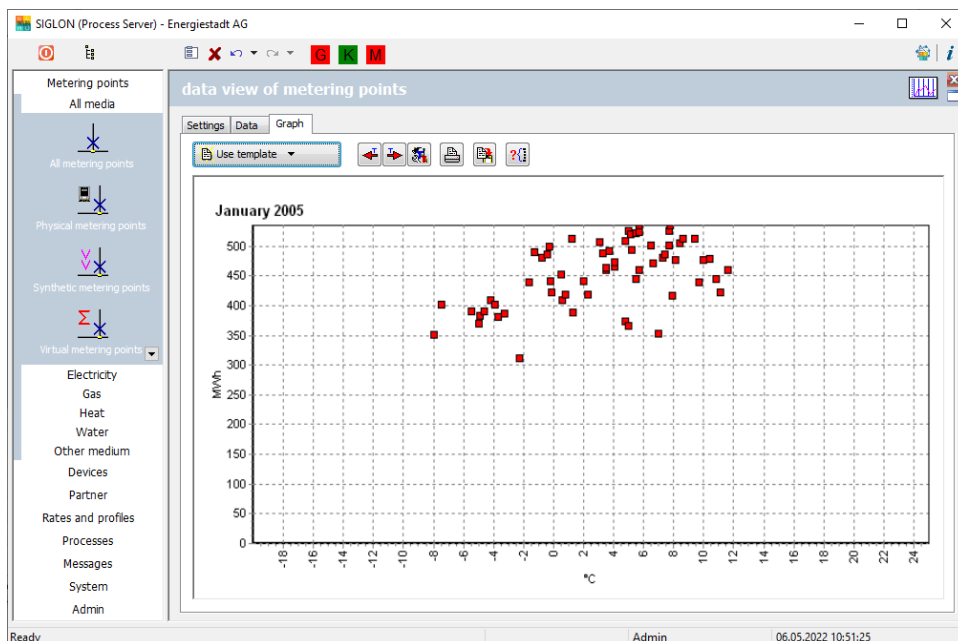 SIGLON (Process Server) - Energiestadt AG
G K M
Metering points
All media
All metering points
Physical metering points
Synthetic metering points
Virtual metering points
Electricity
Gas
Heat
Water
Other medium
Devices
Partner
Rates and profiles
Processes
Messages
System
Admin
data view of metering points
Settings Data Graph
Use template
January 2005
500
450
400
350
300
250
200
150
100
50
0
MWh
-18 -16 -14 -12 -10 -8 -6 -4 -2 0 2 4 6 8 10 12 14 16 18 20 22 24
°C
Ready Admin 06.05.2022 10:51:25